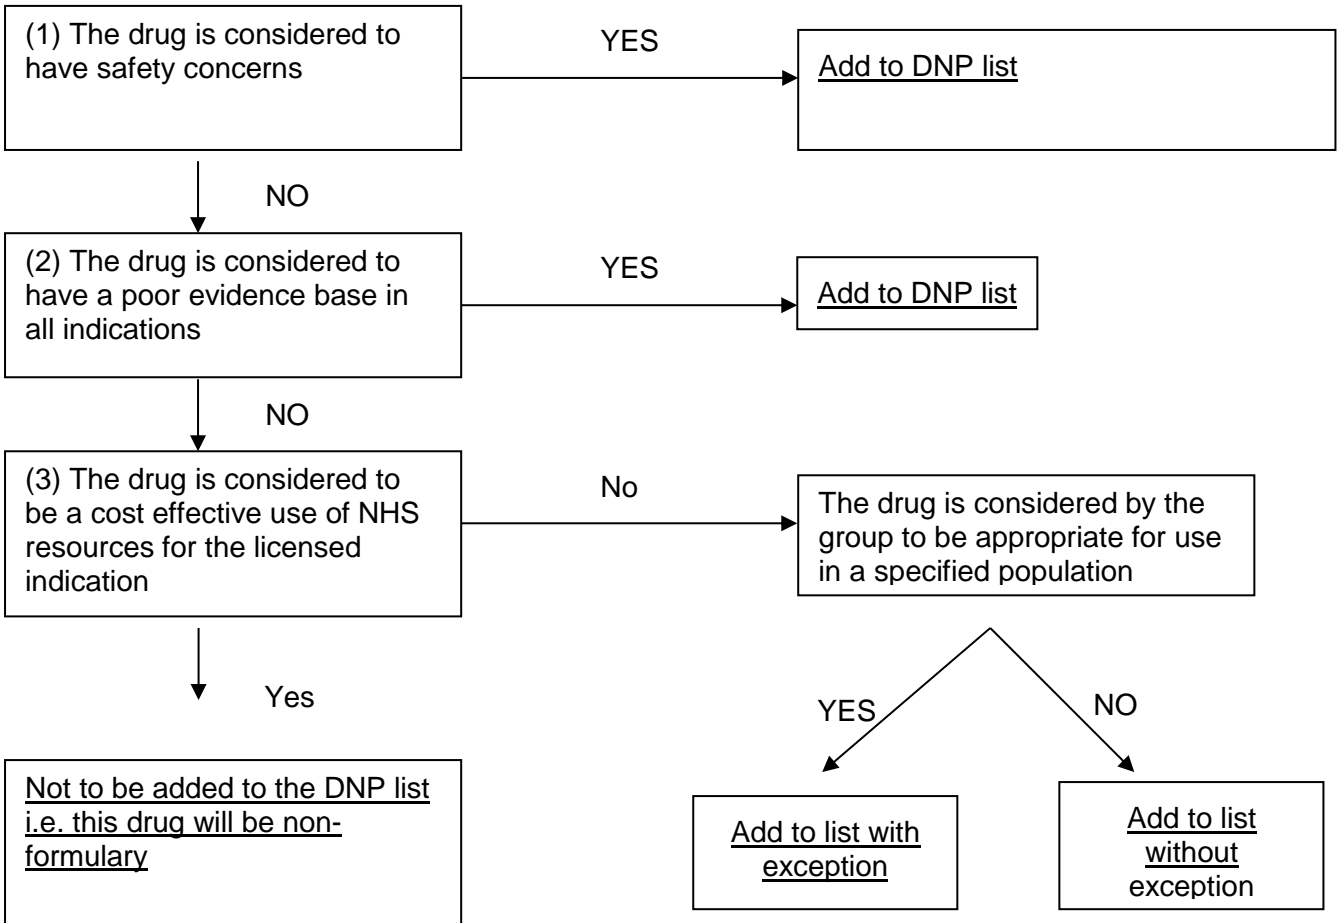 (1) The drug is considered to
have safety concerns
YES
Add to DNP list
NO
(2) The drug is considered to
have a poor evidence base in
all indications
YES
Add to DNP list
NO
(3) The drug is considered to
be a cost effective use of NHS
resources for the licensed
indication
No
The drug is considered by the
group to be appropriate for use
in a specified population
Yes
YES
NO
Not to be added to the DNP list
i.e. this drug will be non-
formulary
Add to list with
exception
Add to list
without
exception